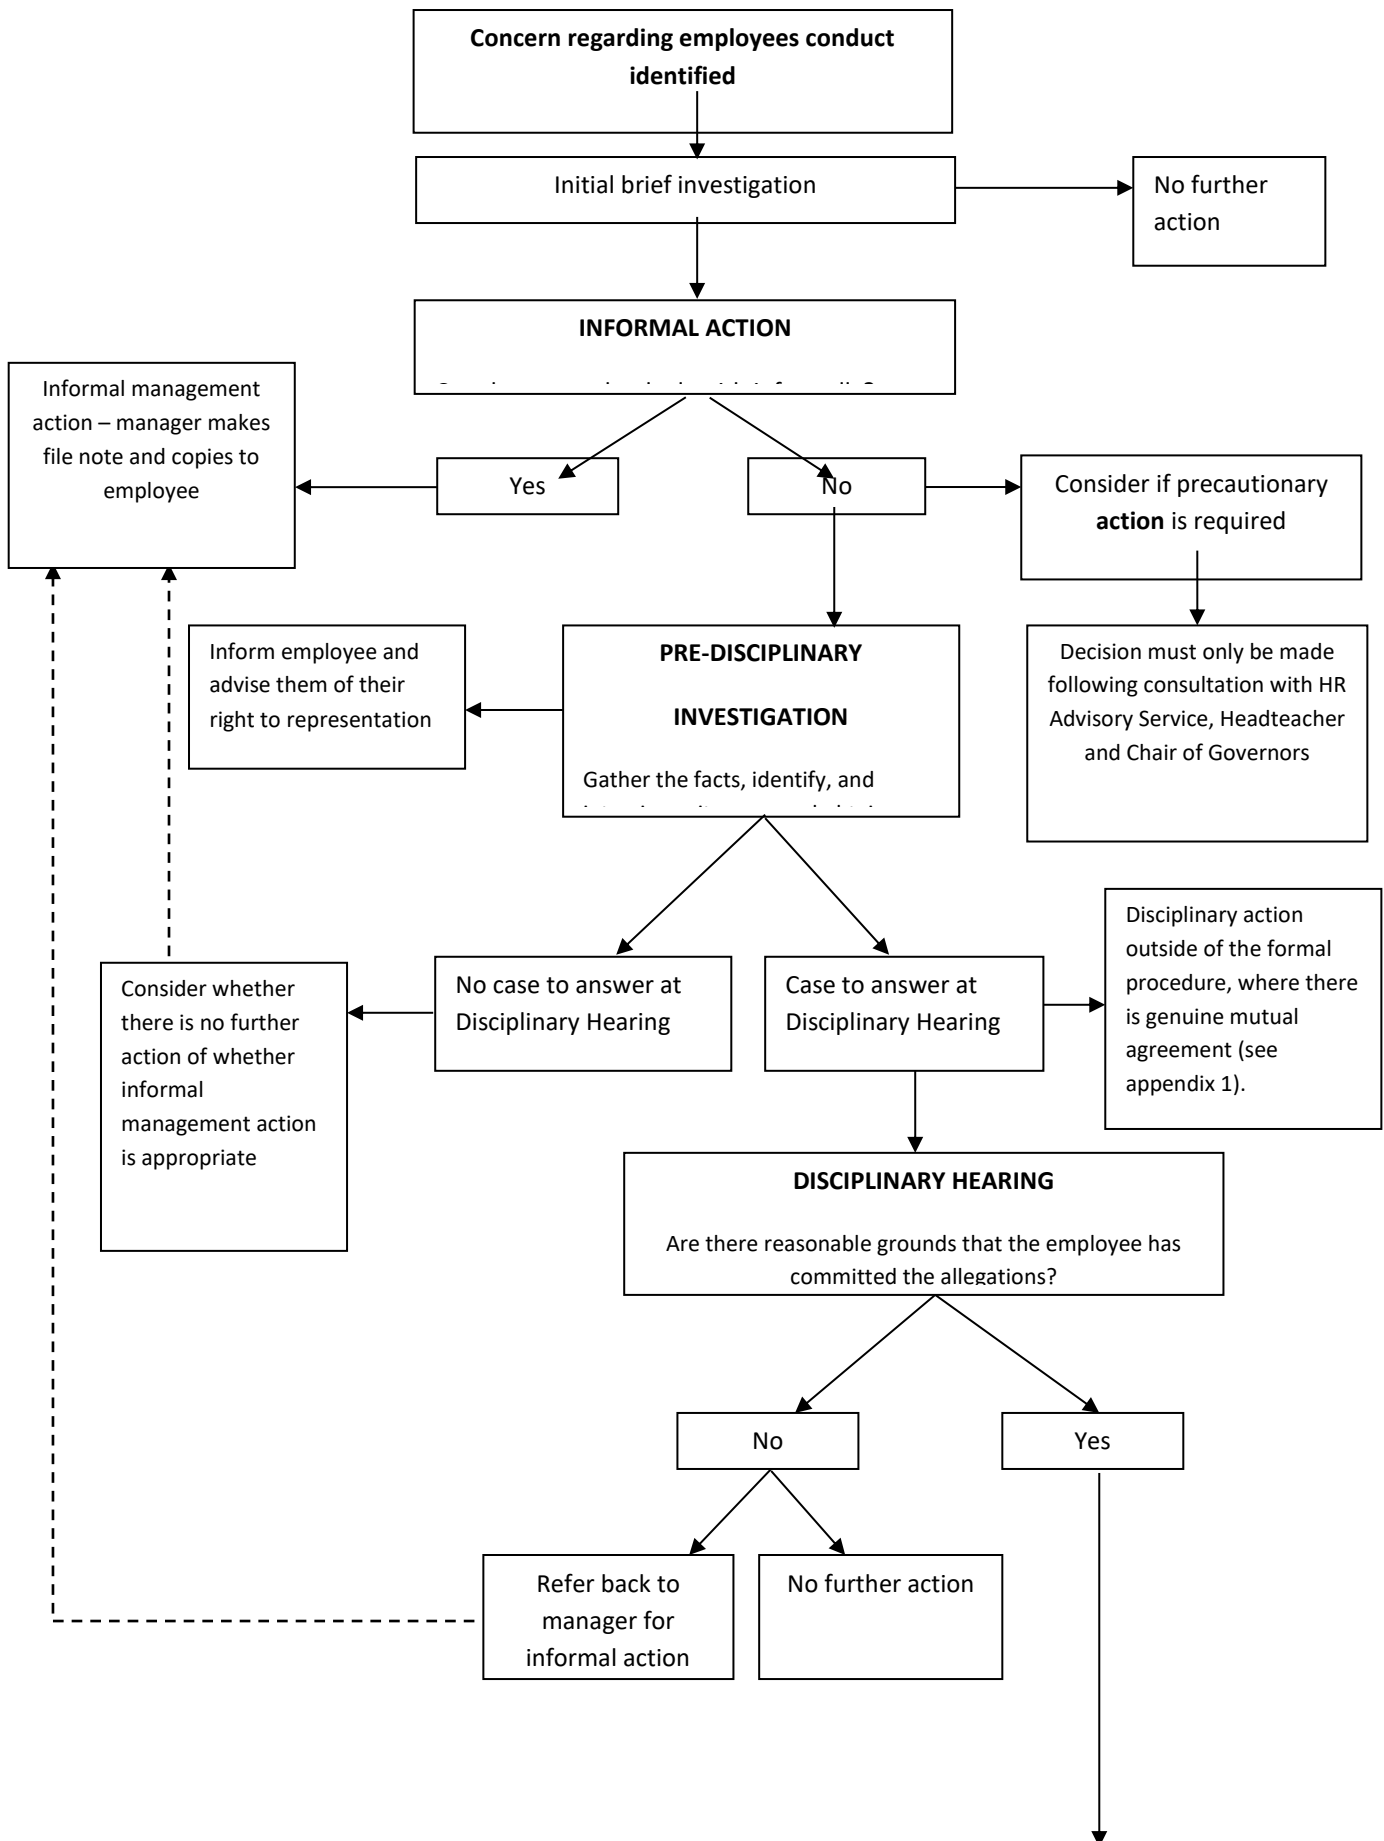 Concern regarding employees conduct
identified
Initial brief investigation
No further
action
INFORMAL ACTION
Informal management
action – manager makes
file note and copies to
employee
Yes
No
Consider if precautionary
action is required
Inform employee and
advise them of their
right to representation
PRE-DISCIPLINARY
INVESTIGATION
Gather the facts, identify, and
Decision must only be made
following consultation with HR
Advisory Service, Headteacher
and Chair of Governors
Disciplinary action
outside of the formal
procedure, where there
is genuine mutual
agreement (see
appendix 1).
Consider whether
there is no further
action of whether
informal
management action
is appropriate
No case to answer at
Disciplinary Hearing
Case to answer at
Disciplinary Hearing
DISCIPLINARY HEARING
Are there reasonable grounds that the employee has
committed the allegations?
No
Yes
Refer back to
manager for
informal action
No further action